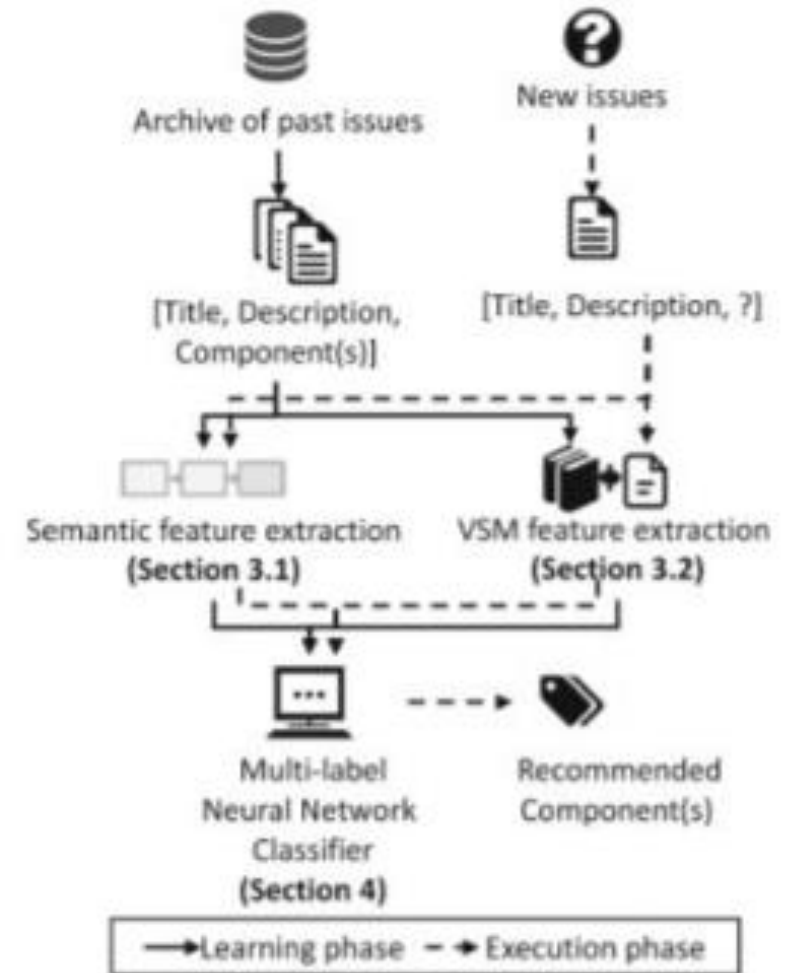 Archive of past issues
New issues
[Title, Description,
Component(s)]
[Title, Description, ?]
Semantic feature extraction
(Section 3.1)
VSM feature extraction
(Section 3.2)
Multi-label
Neural Network
Classifier
(Section 4)
Recommended
Component(s)
Learning phase
Execution phase